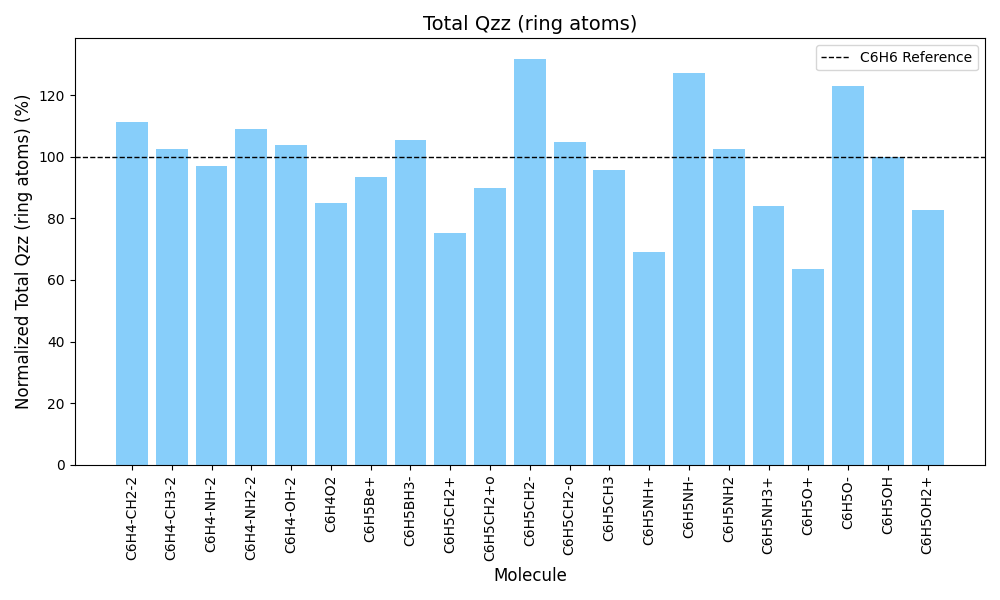 Total Qzz (ring atoms)
C6H6 Reference
Normalized Total Qzz (ring atoms) (%)
120
100
80
60
40
20
0
C6H4-CH2-2
C6H4-CH3-2
C6H4-NH-2
C6H4-NH2-2
C6H4-OH-2
C6H4O2
C6H5Be+
C6H5BH3-
C6H5CH2+
C6H5CH2+o
C6H5CH2-
C6H5CH2-o
C6H5CH3
C6H5NH+
C6H5NH-
C6H5NH2
C6H5NH3+
C6H5O+
C6H5O-
C6H5OH
C6H5OH2+
Molecule